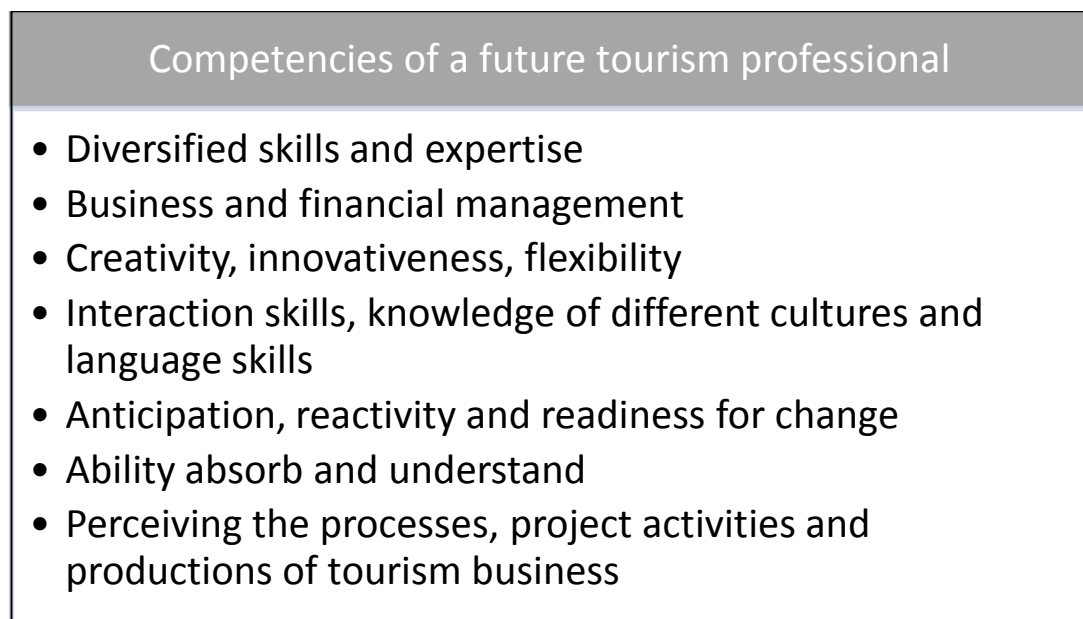 Competencies of a future tourism professional
• Diversified skills and expertise
• Business and financial management
• Creativity, innovativeness, flexibility
• Interaction skills, knowledge of different cultures and
language skills
• Anticipation, reactivity and readiness for change
• Ability absorb and understand
• Perceiving the processes, project activities and
productions of tourism business